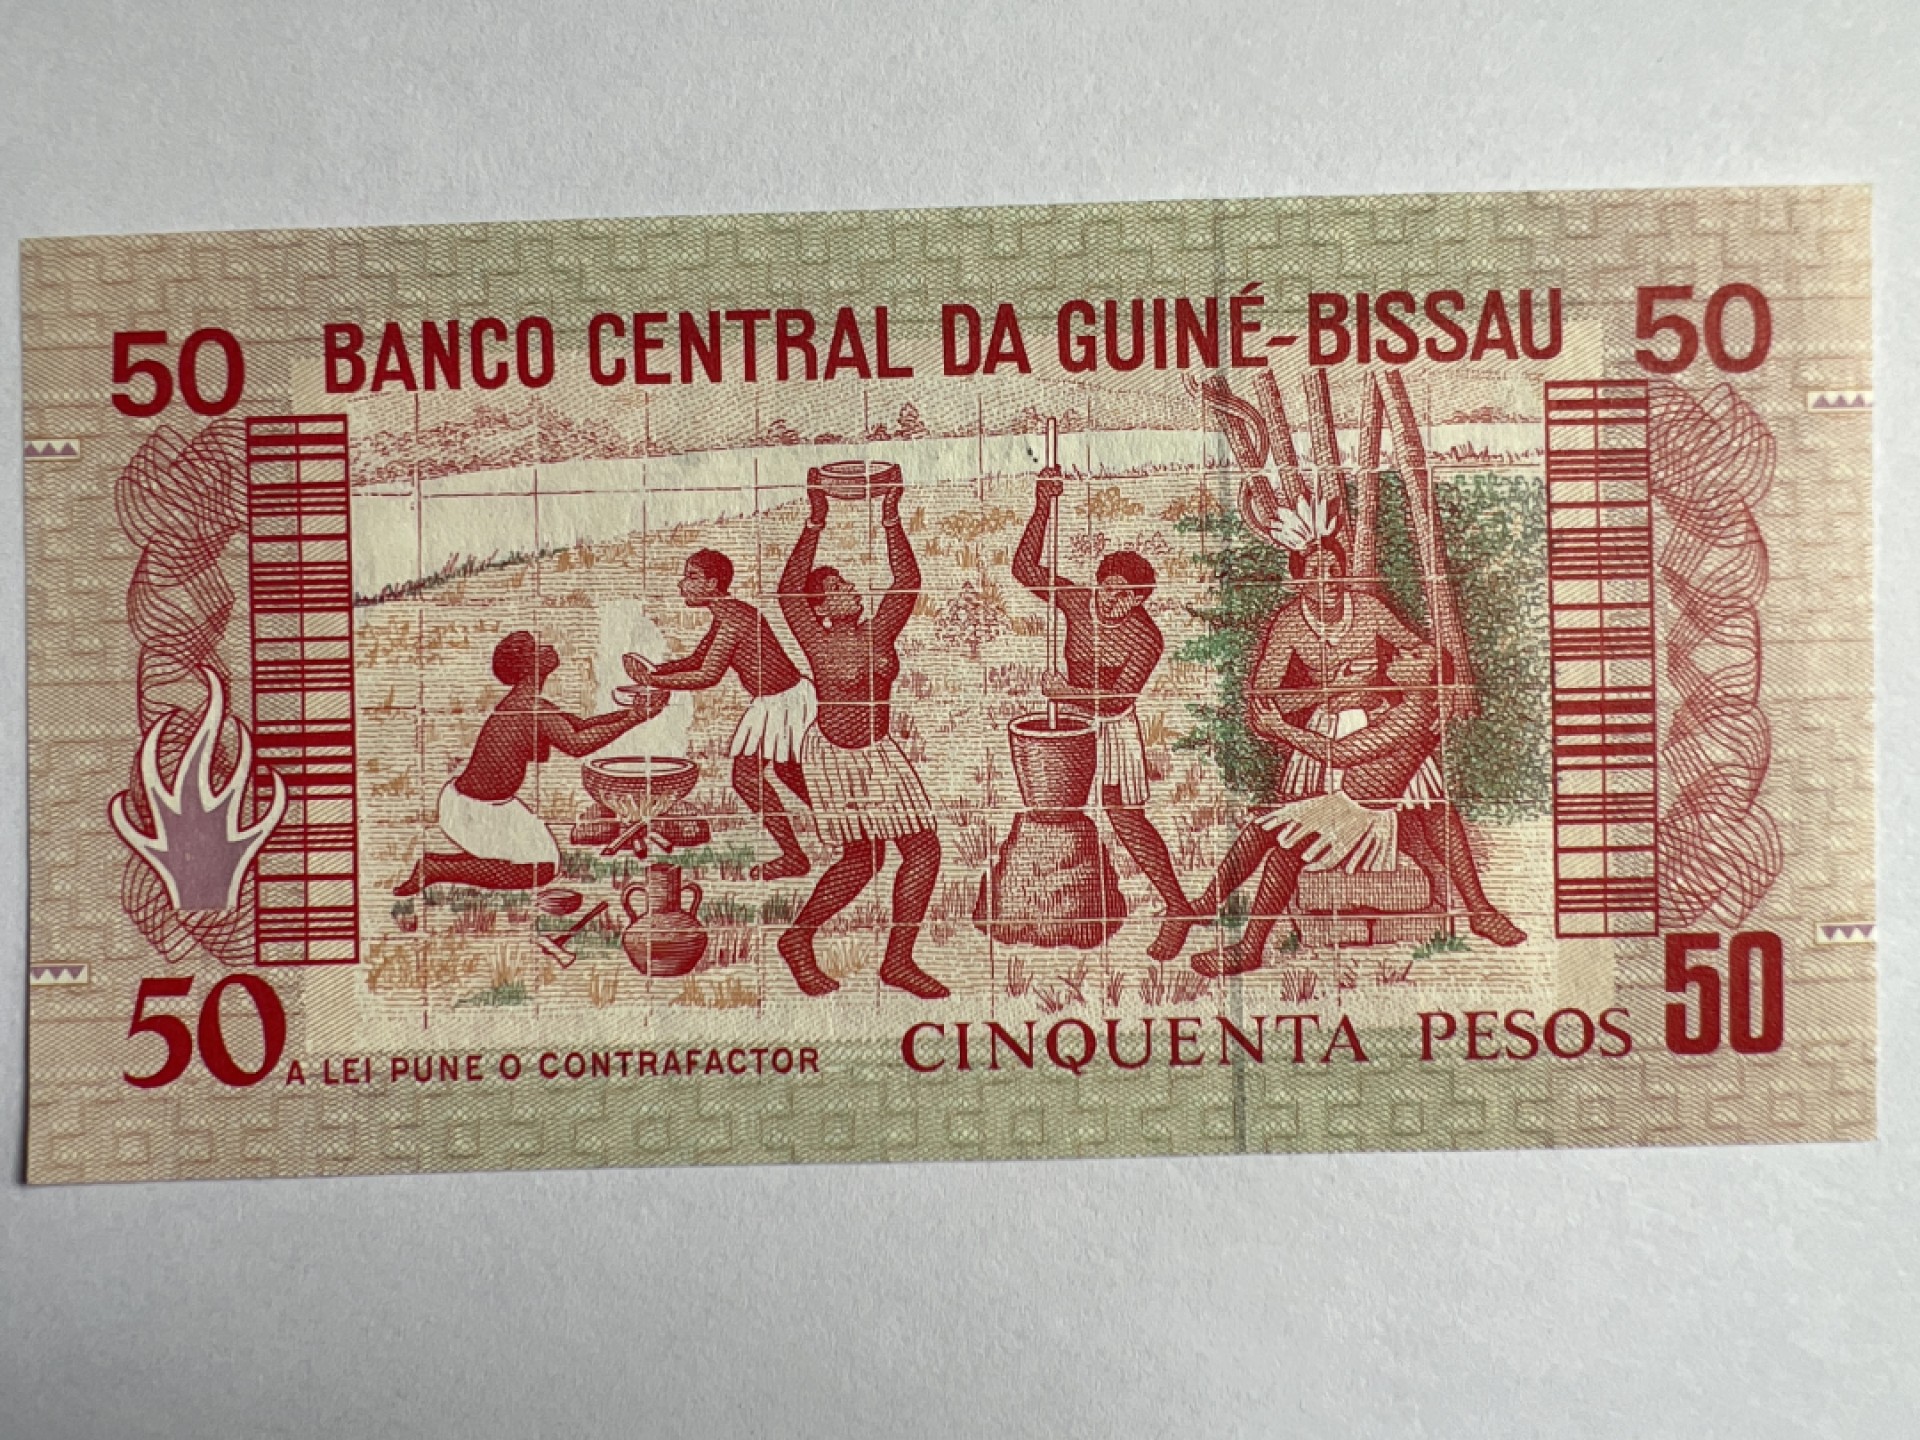 50 BANCO CENTRAL DA GUINÉ-BISSAU 50
50 A LEI PUNE O CONTRAFACTOR CINQUENTA PESOS 50